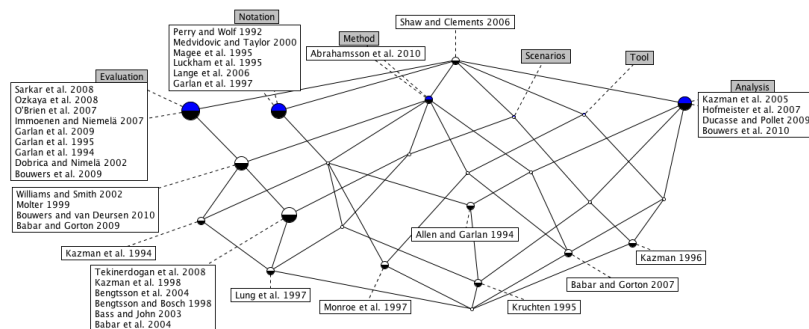 Shaw and Clements 2006
Notation
Perry and Wolf 1992
Medvidovic and Taylor 2000
Magee et al. 1995
Luckham et al. 1995
Lange et al. 2006
Garlan et al. 1997
Method
Abrahamsson et al. 2010
Scenarios
Tool
Evaluation
Sarkar et al. 2008
Ozkaya et al. 2008
O'Brien et al. 2007
Immoenen and Niemelä 2007
Garlan et al. 2009
Garlan et al. 1995
Garlan et al. 1994
Dobrica and Nimelä 2002
Bouwers et al. 2009
Analysis
Kazman et al. 2005
Hofmeister et al. 2007
Ducasse and Pollet 2009
Bouwers et al. 2010
Williams and Smith 2002
Molter 1999
Bouwers and van Deursen 2010
Babar and Gorton 2009
Kazman et al. 1994
Allen and Garlan 1994
Kazman 1996
Tekinerdogan et al. 2008
Kazman et al. 1998
Bengtsson et al. 2004
Bengtsson and Bosch 1998
Bass and John 2003
Babar et al. 2004
Lung et al. 1997
Monroe et al. 1997
Kruchten 1995
Babar and Gorton 2007